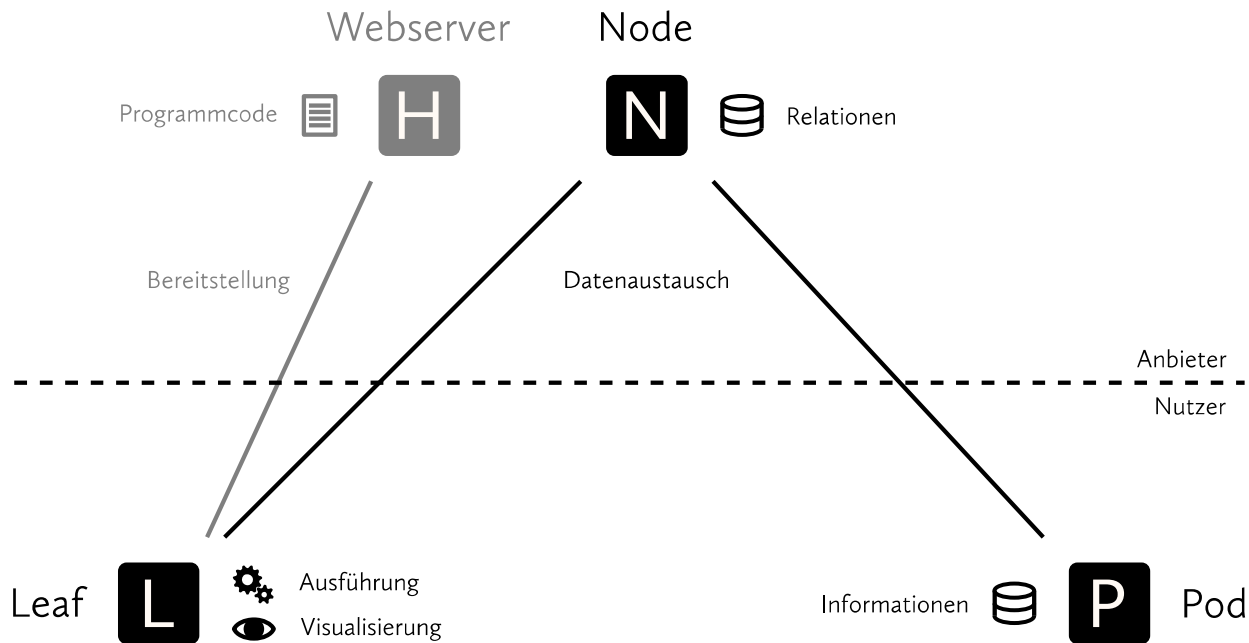 Webserver
Node
Programmcode
H
N
Relationen
Bereitstellung
Datenaustausch
Anbieter
Nutzer
Leaf
L
Ausführung
Visualisierung
Informationen
P
Pod